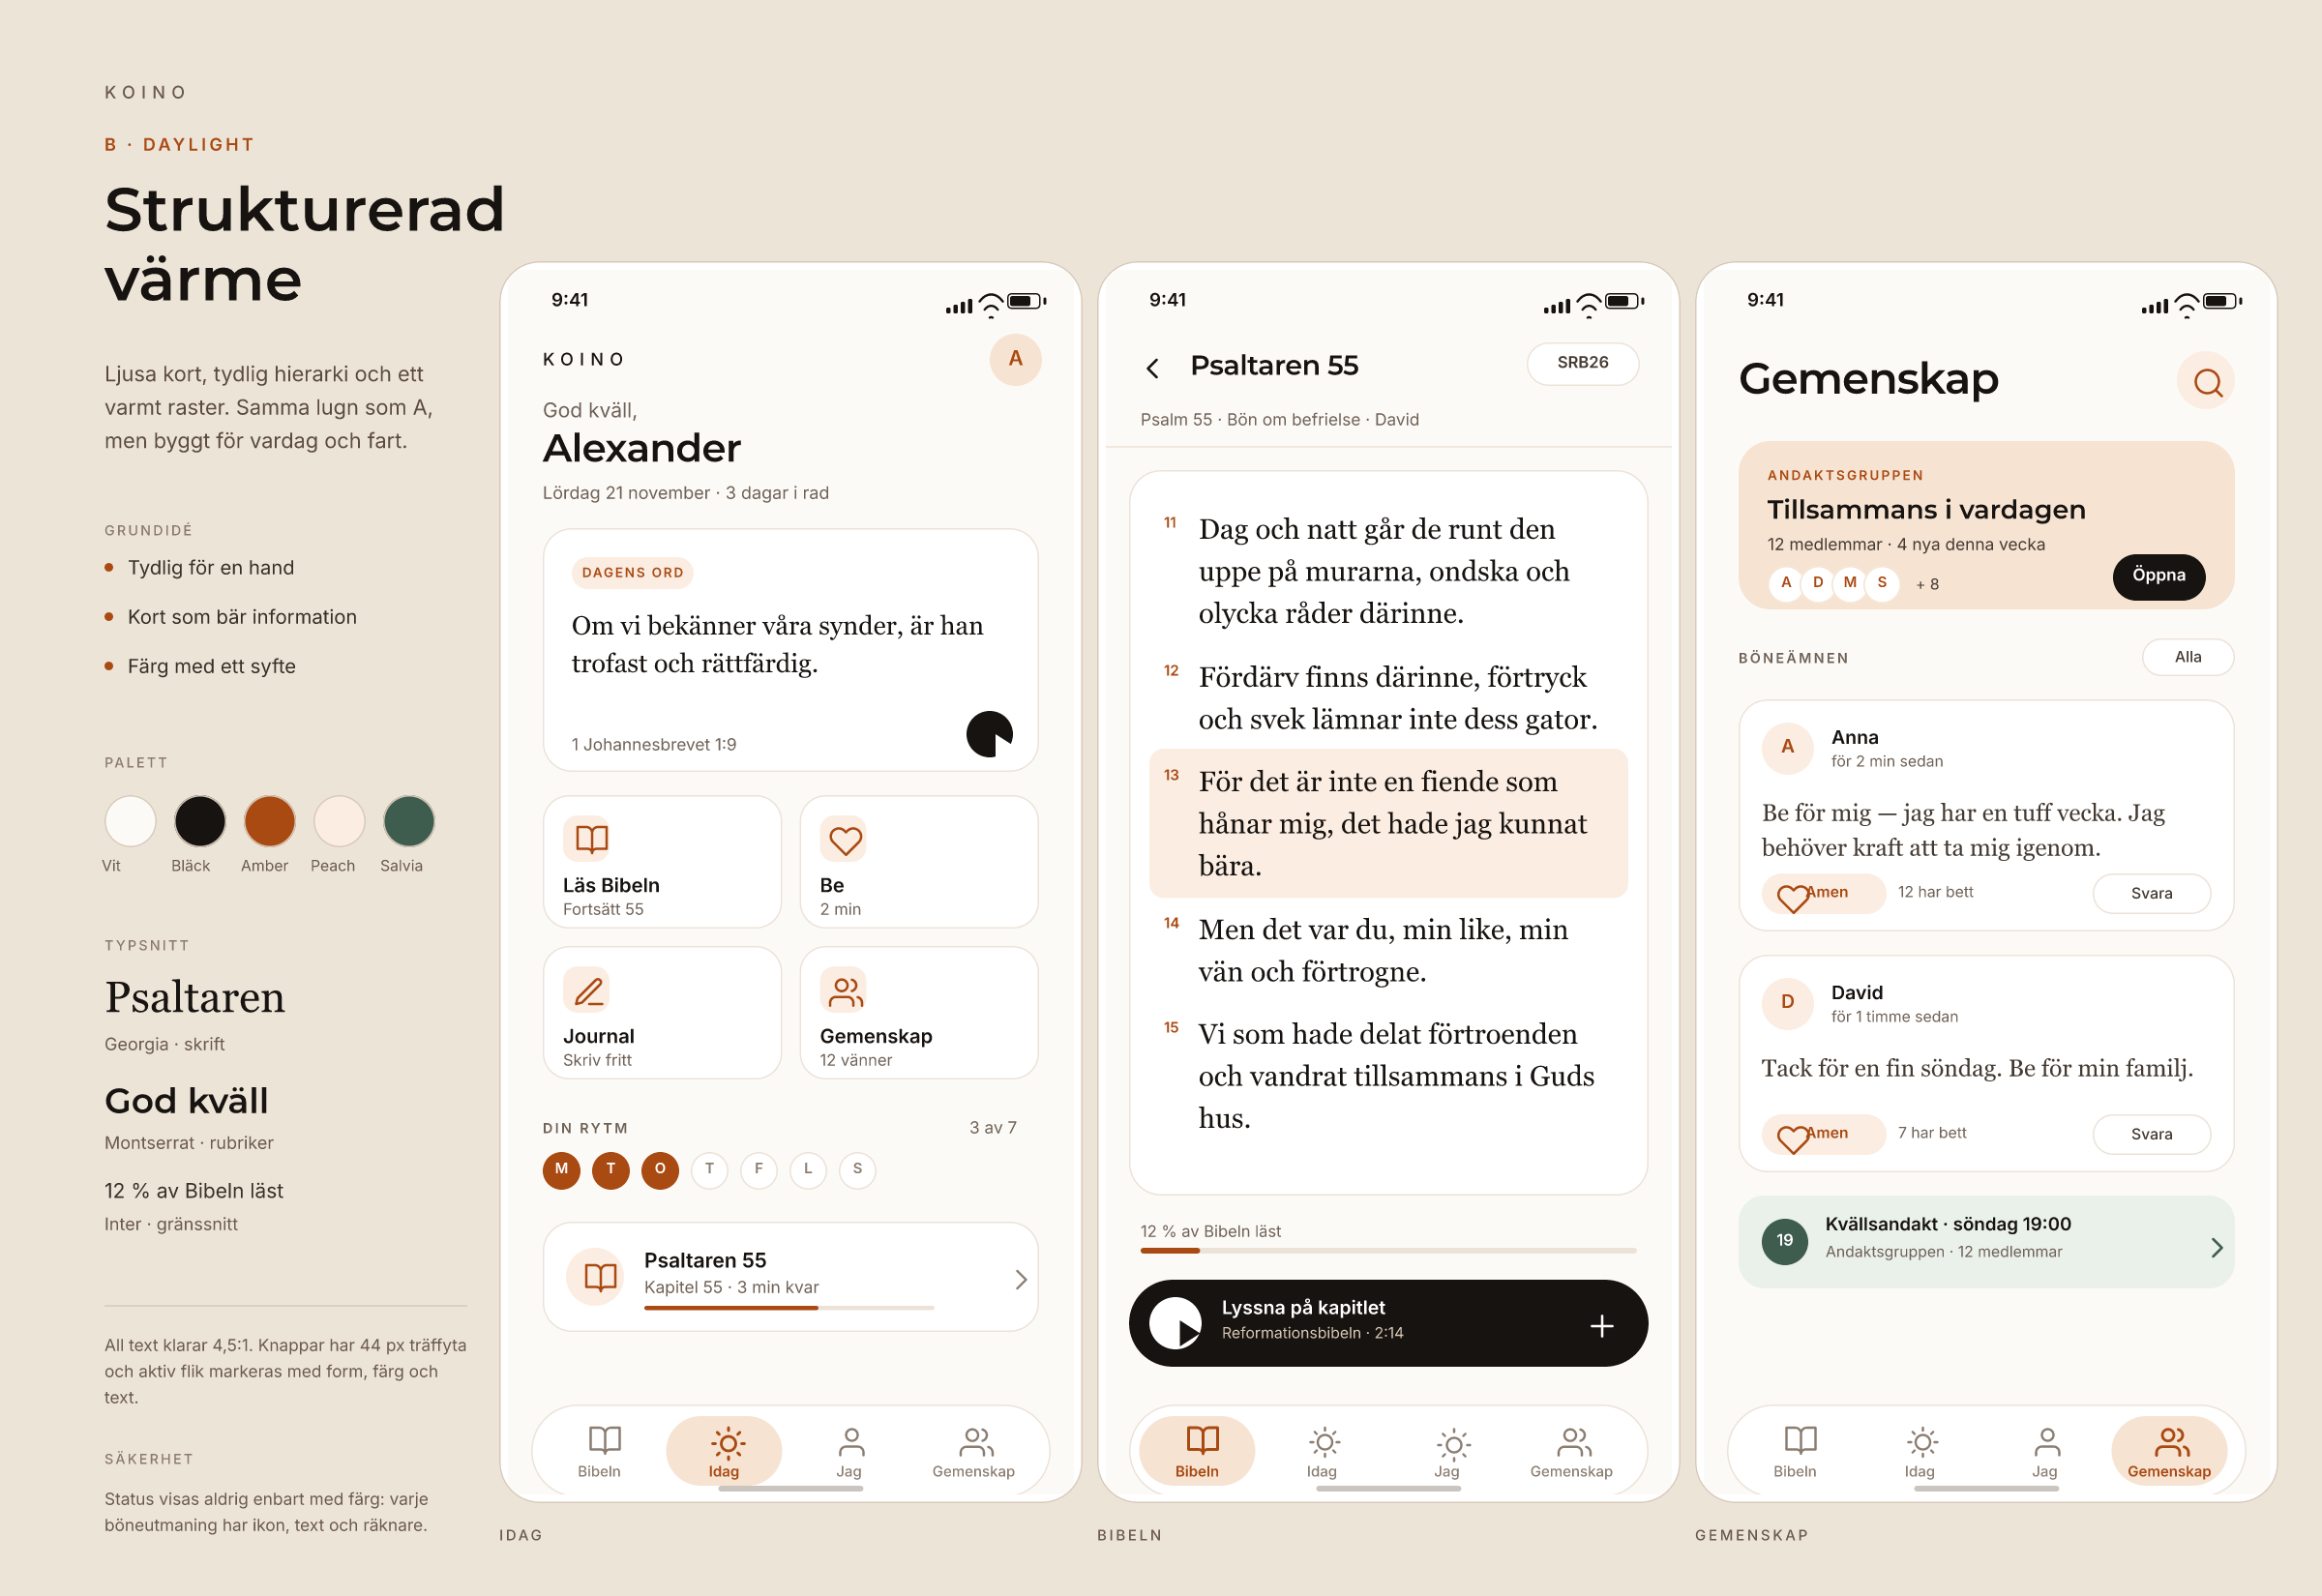 KOINO
B · DAYLIGHT
Strukturerad
värme
Ljusa kort, tydlig hierarki och ett
varmt raster. Samma lugn som A,
men byggt för vardag och fart.
GRUNDIDÉ
Tydlig för en hand
Kort som bär information
Färg med ett syfte
PALETT
Vit
Bläck
Amber
Peach
Salvia
TYPSNITT
Psaltaren
Georgia · skrift
God kväll
Montserrat · rubriker
12 % av Bibeln läst
Inter · gränssnitt
All text klarar 4,5:1. Knappar har 44 px träffyta
och aktiv flik markeras med form, färg och
text.
SÄKERHET
Status visas aldrig enbart med färg: varje
böneutmaning har ikon, text och räknare.
9:41
KOINO
A
God kväll,
Alexander
Lördag 21 november · 3 dagar i rad
DAGENS ORD
Om vi bekänner våra synder, är han
trofast och rättfärdig.
1 Johannesbrevet 1:9
Läs Bibeln
Fortsätt 55
Be
2 min
Journal
Skriv fritt
Gemenskap
12 vänner
DIN RYTM
3 av 7
M T O T F L S
Psaltaren 55
Kapitel 55 · 3 min kvar
Bibeln
Idag
Jag
Gemenskap
IDAG
9:41
Psaltaren 55
SRB26
Psalm 55 · Bön om befrielse · David
11 Dag och natt går de runt den
uppe på murarna, ondska och
olycka råder därinne.
12 Fördärv finns därinne, förtryck
och svek lämnar inte dess gator.
13 För det är inte en fiende som
hånar mig, det hade jag kunnat
bära.
14 Men det var du, min like, min
vän och förtrogne.
15 Vi som hade delat förtroenden
och vandrat tillsammans i Guds
hus.
12 % av Bibeln läst
Lyssna på kapitlet
Reformationsbibeln · 2:14
Bibeln
Idag
Jag
Gemenskap
BIBELN
9:41
Gemenskap
ANDAKTSGRUPPEN
Tillsammans i vardagen
12 medlemmar · 4 nya denna vecka
A D M S + 8
Öppna
BÖNEÄMNEN
Alla
A
Anna
för 2 min sedan
Be för mig — jag har en tuff vecka. Jag
behöver kraft att ta mig igenom.
Amen
12 har bett
Svara
D
David
för 1 timme sedan
Tack för en fin söndag. Be för min familj.
Amen
7 har bett
Svara
19
Kvällsandakt · söndag 19:00
Andaktsgruppen · 12 medlemmar
Bibeln
Idag
Jag
Gemenskap
GEMENSKAP